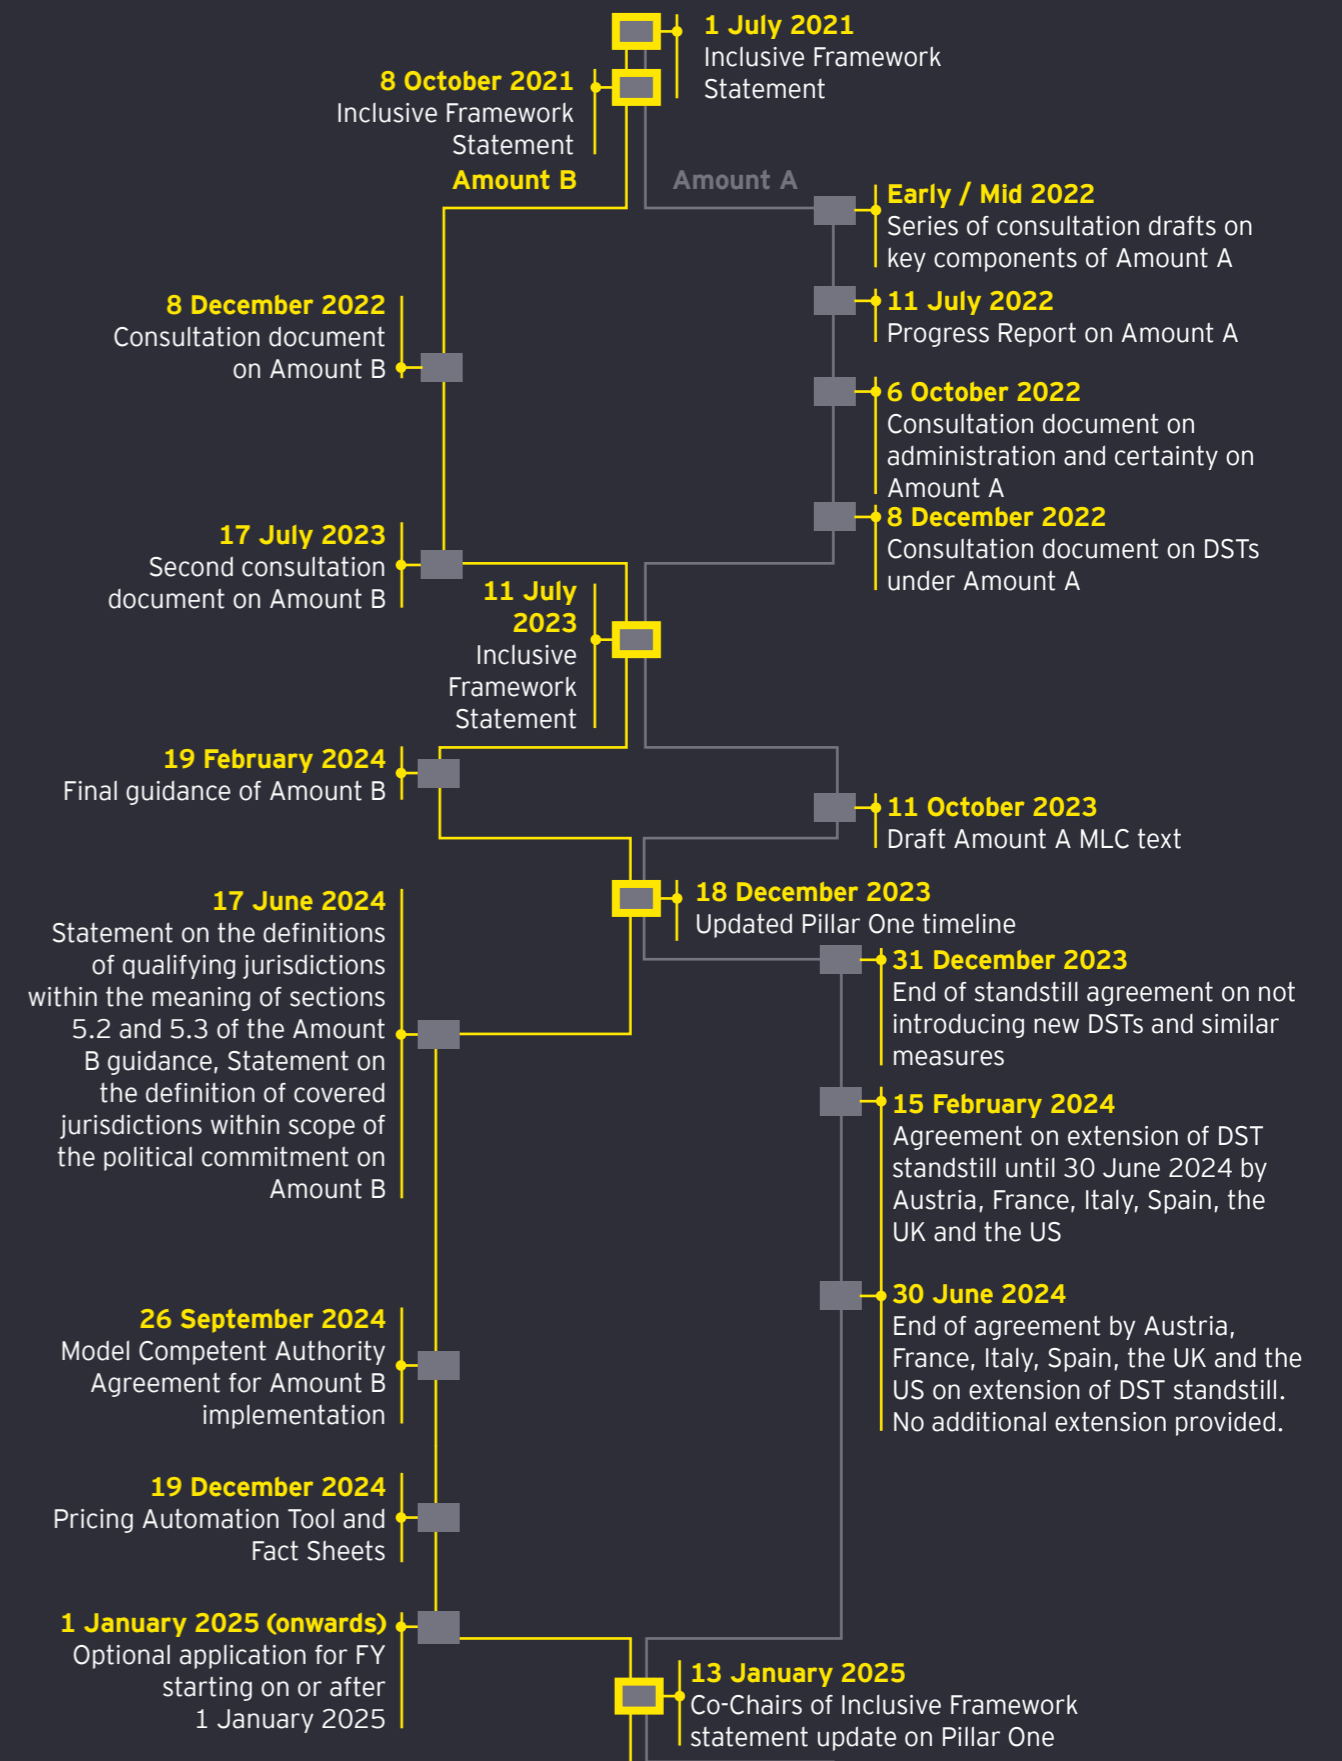 1 July 2021
Inclusive Framework
Statement
8 October 2021
Inclusive Framework
Statement
Amount B
Amount A
Early / Mid 2022
Series of consultation drafts on
key components of Amount A
11 July 2022
Progress Report on Amount A
8 December 2022
Consultation document
on Amount B
6 October 2022
Consultation document on
administration and certainty on
Amount A
8 December 2022
Consultation document on DSTs
under Amount A
17 July 2023
Second consultation
document on Amount B
11 July
2023
Inclusive
Framework
Statement
19 February 2024
Final guidance of Amount B
11 October 2023
Draft Amount A MLC text
18 December 2023
Updated Pillar One timeline
17 June 2024
Statement on the definitions
of qualifying jurisdictions
within the meaning of sections
5.2 and 5.3 of the Amount
B guidance, Statement on
the definition of covered
jurisdictions within scope of
the political commitment on
Amount B
31 December 2023
End of standstill agreement on not
introducing new DSTs and similar
measures
15 February 2024
Agreement on extension of DST
standstill until 30 June 2024 by
Austria, France, Italy, Spain, the
UK and the US
30 June 2024
End of agreement by Austria,
France, Italy, Spain, the UK and the
US on extension of DST standstill.
No additional extension provided.
26 September 2024
Model Competent Authority
Agreement for Amount B
implementation
19 December 2024
Pricing Automation Tool and
Fact Sheets
1 January 2025 (onwards)
Optional application for FY
starting on or after
1 January 2025
13 January 2025
Co-Chairs of Inclusive Framework
statement update on Pillar One